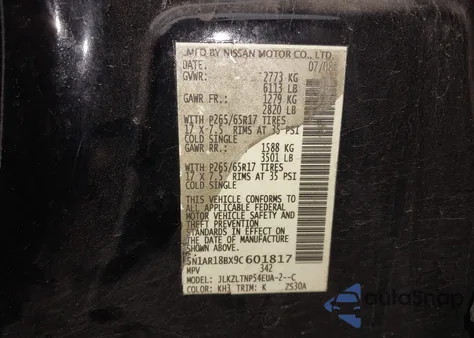 MFD BY NISSAN MOTOR CO., LTD.
DATE: 07/08
GVWR: 2773 KG
6113 LB
GAWR FR.: 1279 KG
2820 LB
WITH P265/65R17 TIRES
17 X 7.5 RIMS AT 35 PSI
COLD SINGLE
GAWR RR.: 1588 KG
3501 LB
WITH P265/65R17 TIRES
17 X 7.5 RIMS AT 35 PSI
COLD SINGLE
THIS VEHICLE CONFORMS
TO ALL APPLICABLE FEDERAL
MOTOR VEHICLE SAFETY AND
THEFT PREVENTION
STANDARDS IN EFFECT ON
THE DATE OF MANUFACTURE
SHOWN ABOVE.
5N1AR18BX9C601817
MPV 342
MODEL: JLKZLTNP54EUA-2--C
COLOR: KH3 TRIM: K ZS30A
AutoSnap